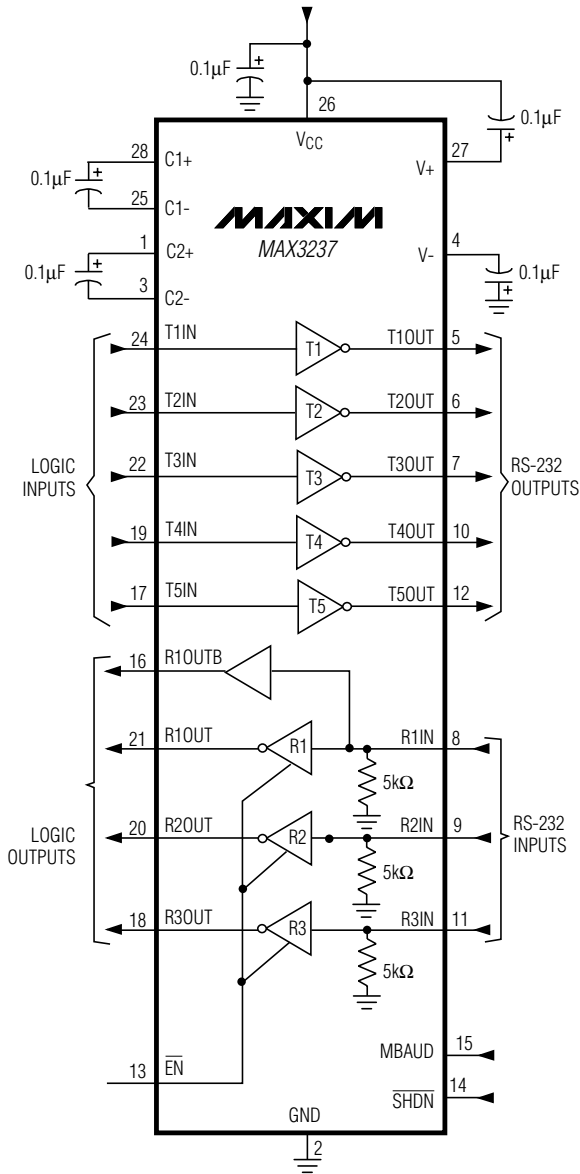 0.1μF
26
0.1μF
VCC
28
C1+
V+
27
0.1μF
25
C1-
MAXIM
MAX3237
1
C2+
V-
4
0.1μF
0.1μF
3
C2-
24
T1IN
T1
T1OUT
5
23
T2IN
T2
T2OUT
6
LOGIC
INPUTS
22
T3IN
T3
T3OUT
7
RS-232
OUTPUTS
19
T4IN
T4
T4OUT
10
17
T5IN
T5
T5OUT
12
16
R1OUTB
21
R1OUT
R1
R1IN
8
5kΩ
LOGIC
OUTPUTS
20
R2OUT
R2
R2IN
9
RS-232
INPUTS
5kΩ
18
R3OUT
R3
R3IN
11
5kΩ
13
EN
MBAUD
15
SHDN
14
GND
2